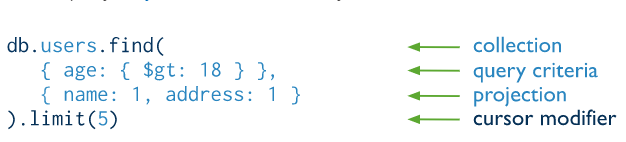 db.users.find( collection
{ age: { $gt: 18 } }, query criteria
{ name: 1, address: 1 } projection
).limit(5) cursor modifier